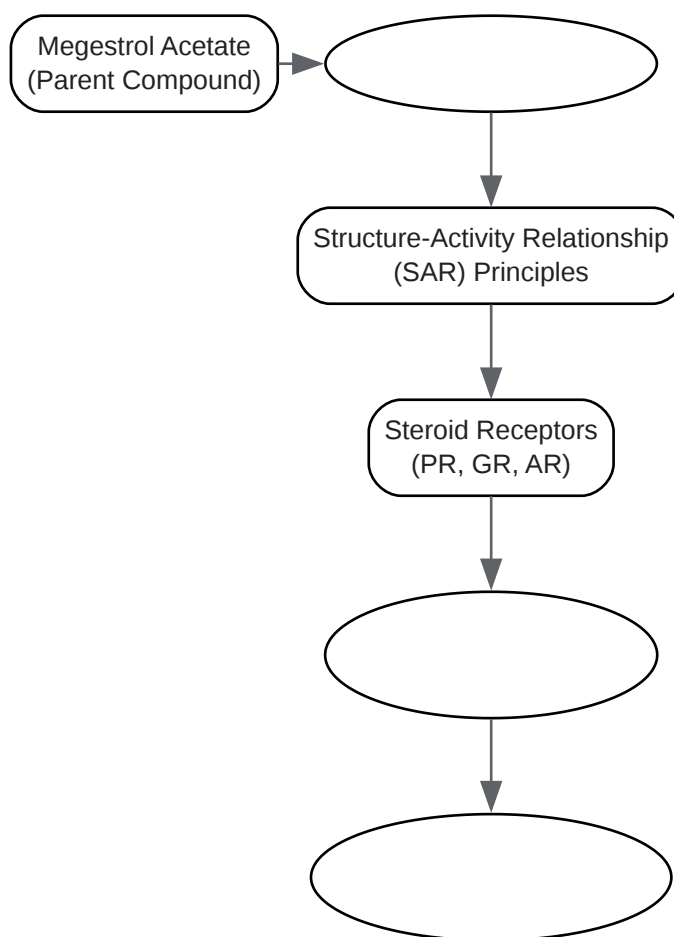 Megestrol Acetate
(Parent Compound)
Structure-Activity Relationship
(SAR) Principles
Steroid Receptors
(PR, GR, AR)